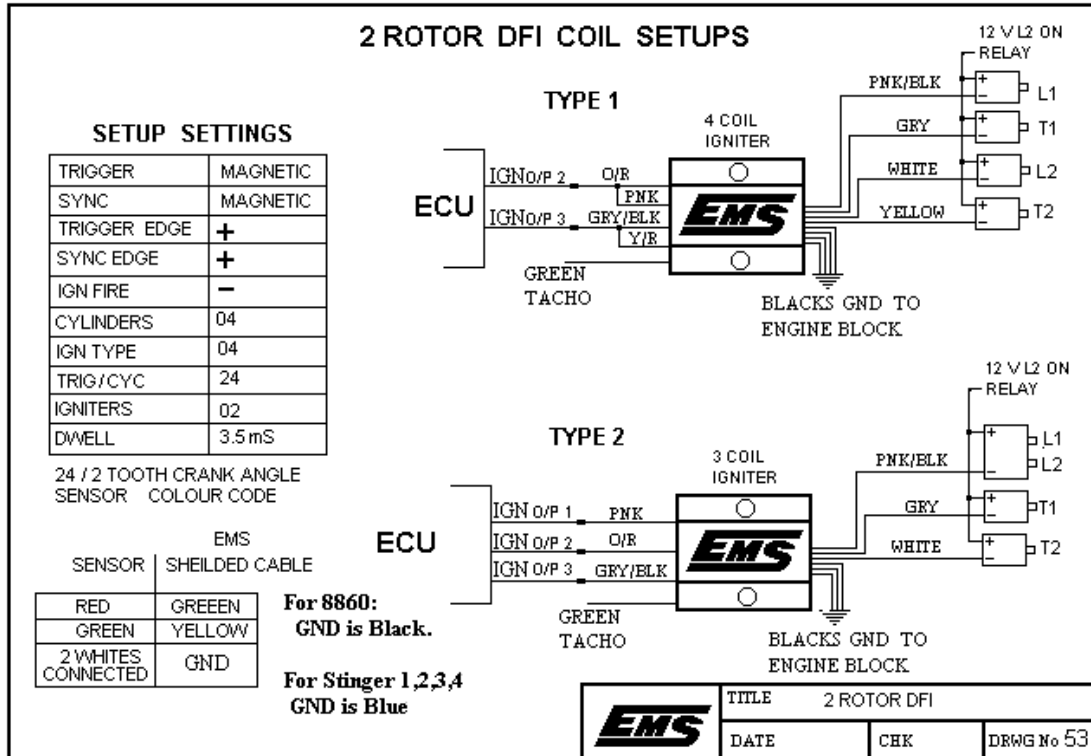 2 ROTOR DFI COIL SETUPS
SETUP SETTINGS
TRIGGER MAGNETIC
SYNC MAGNETIC
TRIGGER EDGE +
SYNC EDGE +
IGN FIRE −
CYLINDERS 04
IGN TYPE 04
TRIG/CYC 24
IGNITERS 02
DWELL 3.5mS
24 / 2 TOOTH CRANK ANGLE
SENSOR COLOUR CODE
EMS
SENSOR SHEILDED CABLE
RED GREEEN
GREEN YELLOW
2 WHITES
CONNECTED
GND
For 8860:
GND is Black.
For Stinger 1,2,3,4
GND is Blue
TYPE 1
ECU
IGN O/P 2 O/R
PNK
IGN O/P 3 GRY/BLK
Y/R
GREEN
TACHO
4 COIL
IGNITER
EMS
PNK/BLK
GRY
WHITE
YELLOW
BLACKS GND TO
ENGINE BLOCK
12 V L2 ON
RELAY
+
− L1
+
− T1
+
− L2
+
− T2
TYPE 2
ECU
IGN O/P 1 PNK
IGN O/P 2 O/R
IGN O/P 3 GRY/BLK
GREEN
TACHO
3 COIL
IGNITER
EMS
PNK/BLK
GRY
WHITE
BLACKS GND TO
ENGINE BLOCK
12 V L2 ON
RELAY
+ L1
− L2
+
− T1
+
− T2
EMS
TITLE 2 ROTOR DFI
DATE CHK DRWG No 53